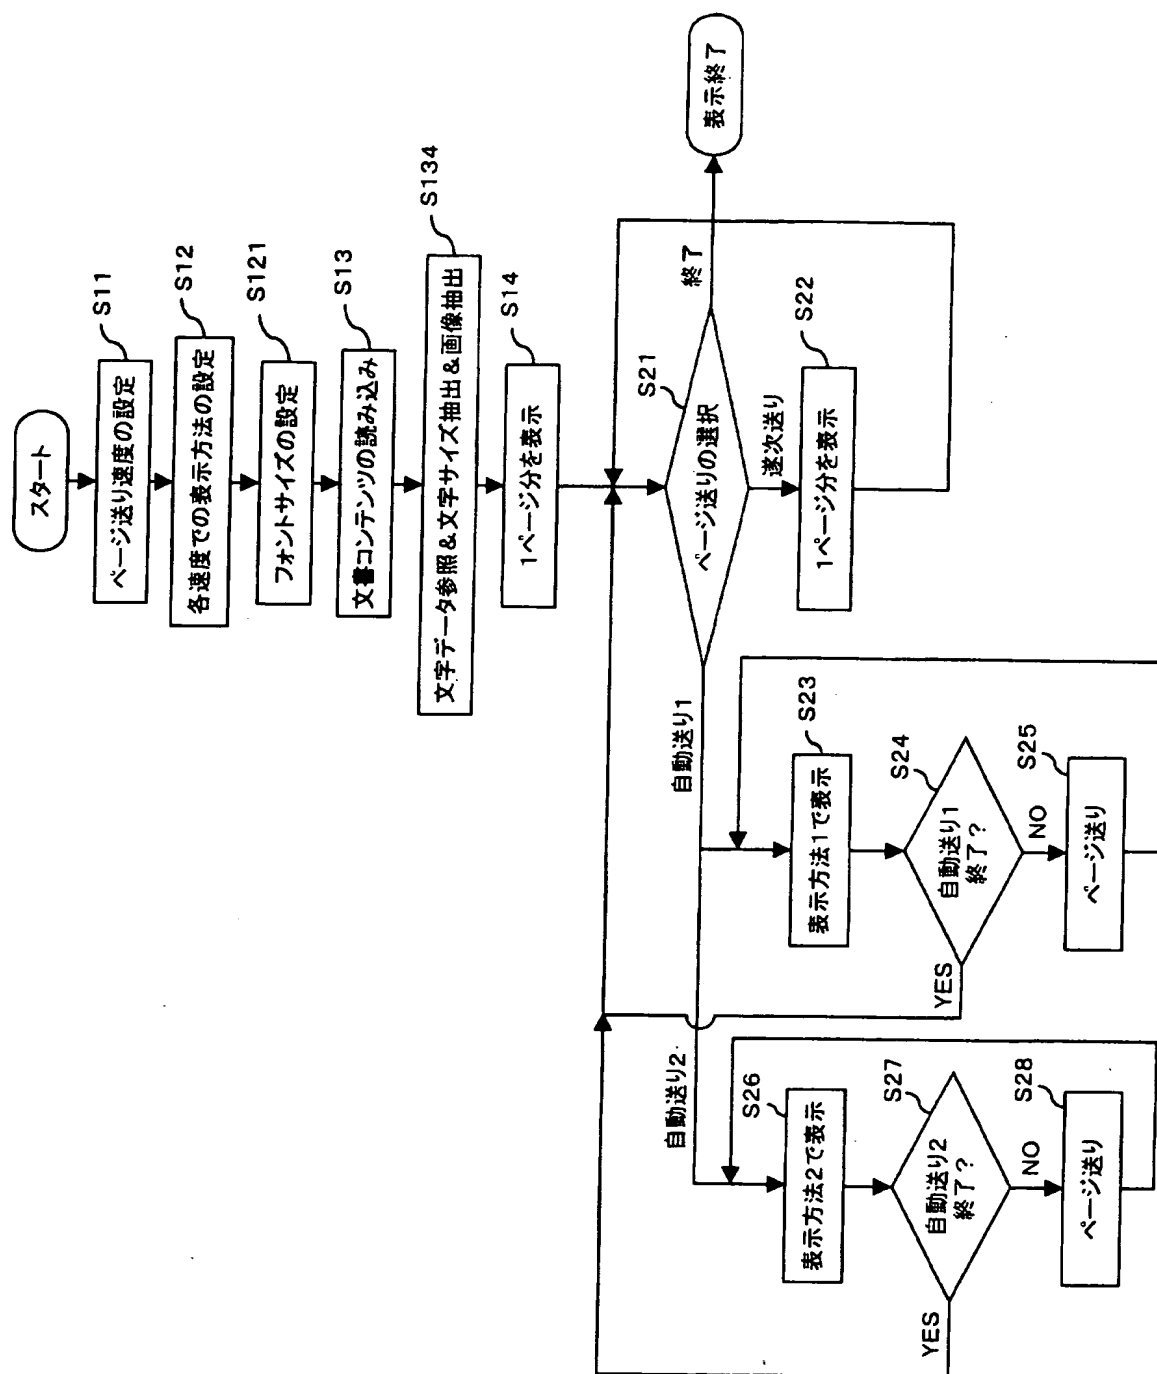 スタート
S11
ページ送り速度の設定
S12
各速度での表示方法の設定
S121
フォントサイズの設定
S13
文書コンテンツの読み込み
S134
文字データ参照&文字サイズ抽出&画像抽出
S14
1ページ分を表示
S21
ページ送りの選択
終了
表示終了
逐次送り
S22
1ページ分を表示
自動送り1
S23
表示方法1で表示
S24
自動送り1
終了?
YES
NO
S25
ページ送り
自動送り2
S26
表示方法2で表示
S27
自動送り2
終了?
YES
NO
S28
ページ送り